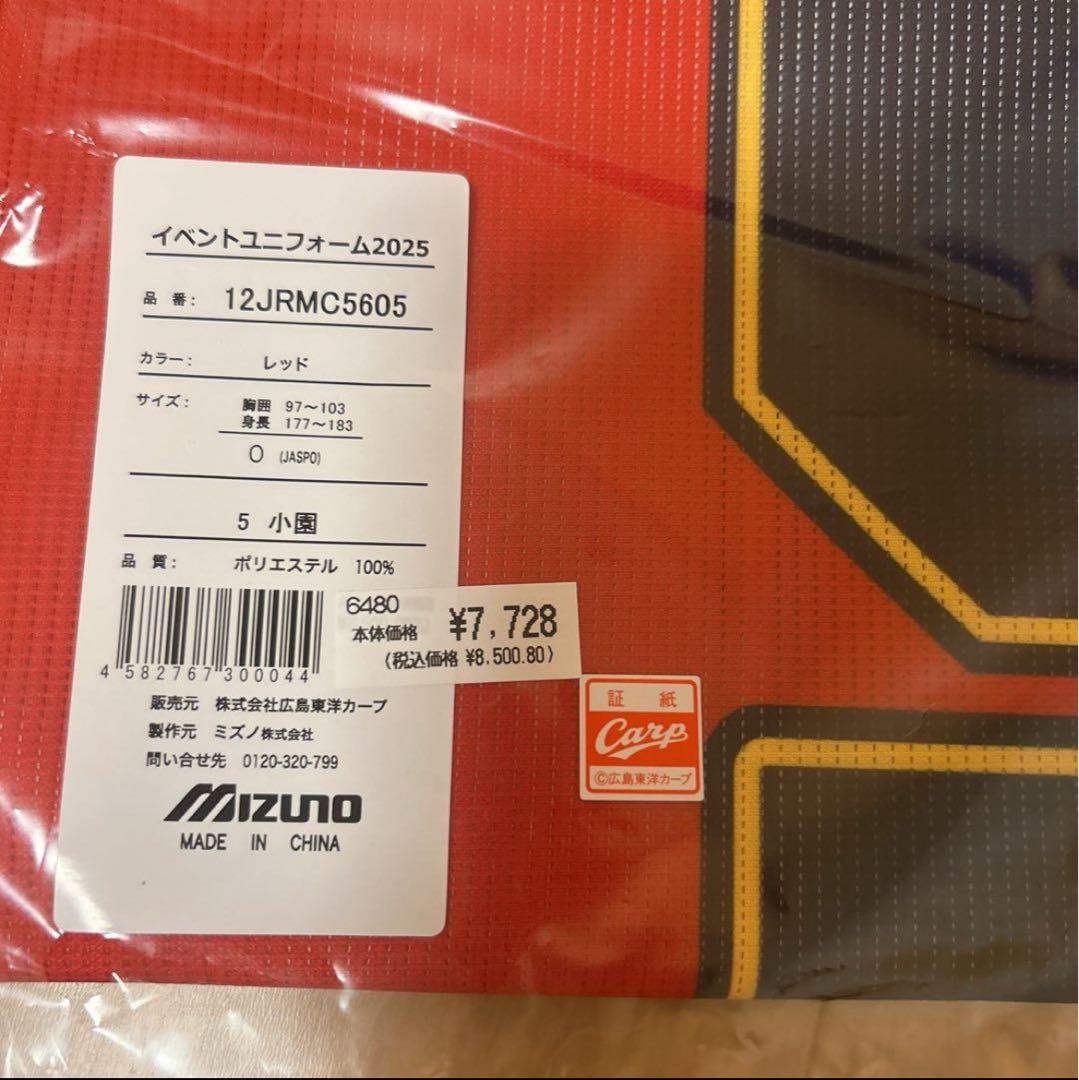 イベントユニフォーム2025
品 番： 12JRMC5605
カラー： レッド
サイズ： 胸囲 97～103
身長 177～183
O (JASPO)
5 小園
品 質： ポリエステル 100%
6480
本体価格 ¥7,728
(税込価格 ¥8,500.80)
4 582767 300044
販売元 株式会社広島東洋カープ
製作元 ミズノ株式会社
問い合せ先 0120-320-799
MIZUNO
MADE IN CHINA
証 紙
Carp
©広島東洋カープ